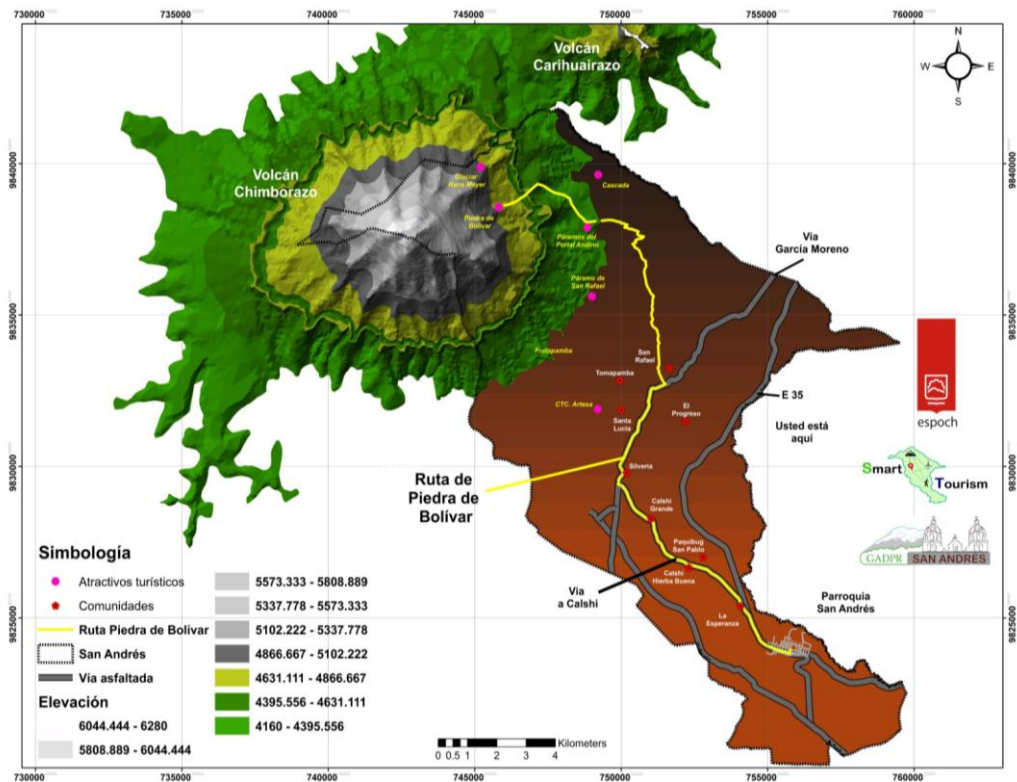 730000
735000
740000
745000
750000
755000
760000
Volcán
Carihuairazo
N
W
E
S
9840000
9840000
Volcán
Chimborazo
Glaciar
Hans Meyer
Cascada
Piedra de
Bolívar
Páramos del
Portal Andino
Vía
García Moreno
Páramo de
San Rafael
9835000
9835000
Frutapamba
San
Rafael
Tomapamba
CTC. Artesa
Santa
Lucia
El
Progreso
E 35
Usted está
aquí
espoch
9830000
9830000
Silveria
Smart
Tourism
Ruta de
Piedra de
Bolívar
Calshi
Grande
Paquibug
San Pablo
GADPR SAN ANDRÉS
Calshi
Hierba Buena
Vía
a Calshi
Parroquia
San Andrés
La
Esperanza
9825000
9825000
Simbología
Atractivos turísticos
Comunidades
Ruta Piedra de Bolívar
San Andrés
Vía asfaltada
Elevación
6044.444 - 6280
5808.889 - 6044.444
5573.333 - 5808.889
5337.778 - 5573.333
5102.222 - 5337.778
4866.667 - 5102.222
4631.111 - 4866.667
4395.556 - 4631.111
4160 - 4395.556
Kilometers
0 0.5 1 2 3 4
730000
735000
740000
745000
750000
755000
760000